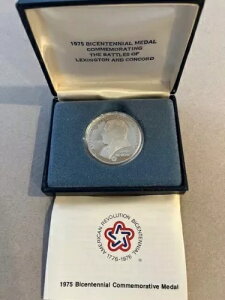 1975 BICENTENNIAL MEDAL
COMMEMORATING
THE BATTLES OF
LEXINGTON AND CONCORD
AMERICAN REVOLUTION BICENTENNIAL
1776-1976
1975 Bicentennial Commemorative Medal